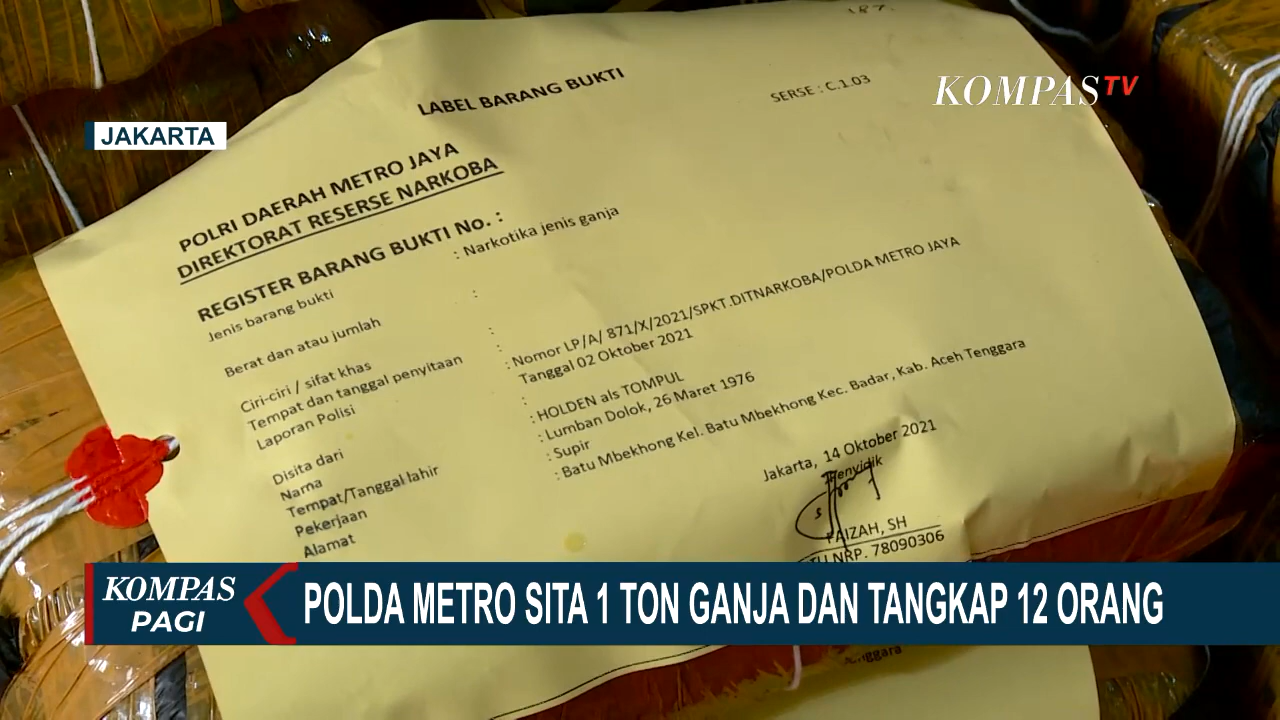 187.
LABEL BARANG BUKTI
SERSE : C.1.03
KOMPAS TV
JAKARTA
POLRI DAERAH METRO JAYA
DIREKTORAT RESERSE NARKOBA
REGISTER BARANG BUKTI No. :
Jenis barang bukti : Narkotika jenis ganja
Berat dan atau jumlah :
Ciri-ciri / sifat khas :
Tempat dan tanggal penyitaan :
Laporan Polisi : Nomor LP/A/ 871/X/2021/SPKT.DITNARKOBA/POLDA METRO JAYA
Tanggal 02 Oktober 2021
Disita dari :
Nama : HOLDEN als TOMPUL
Tempat/Tanggal lahir : Lumban Dolok, 26 Maret 1976
Pekerjaan : Supir
Alamat : Batu Mbekhong Kel. Batu Mbekhong Kec. Badar, Kab. Aceh Tenggara
Jakarta, 14 Oktober 2021
Penyidik
FAIZAH, SH
NRP. 78090306
KOMPAS PAGI
POLDA METRO SITA 1 TON GANJA DAN TANGKAP 12 ORANG